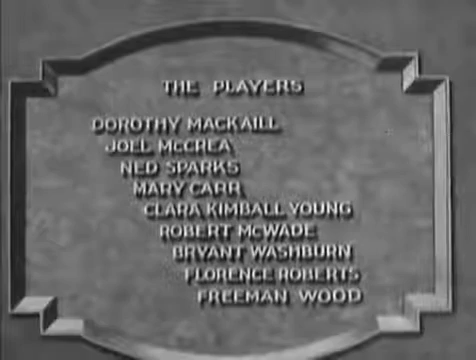 THE PLAYERS
DOROTHY MACKAILL
JOEL McCREA
NED SPARKS
MARY CARR
CLARA KIMBALL YOUNG
ROBERT McWADE
BRYANT WASHBURN
FLORENCE ROBERTS
FREEMAN WOOD